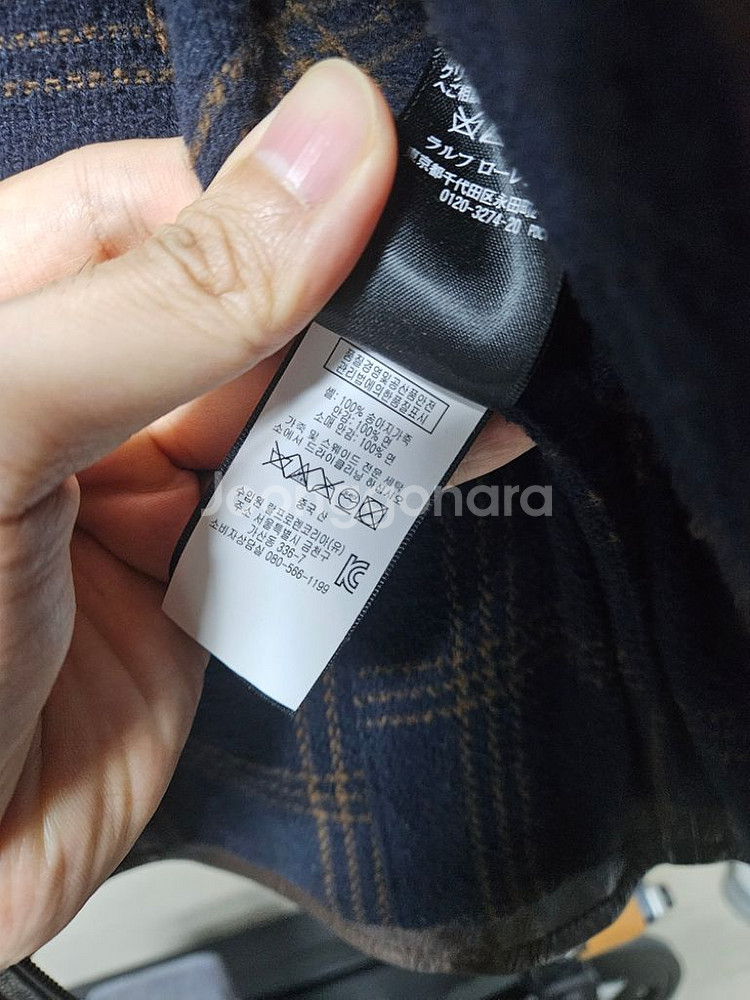 ラルフ ローレ
東京都千代田区永田町
0120-3274-20
품질경영및공산품안전
관리법에의한품질표시
셀: 100% 송아지가죽
안감: 100% 면
소매 안감: 100% 면
가죽 및 스웨이드 전문 세탁
소에서 드라이클리닝 하십시오
중국 산
수입원 랄프로렌코리아(유)
주소 서울특별시 금천구
가산동 336-7
소비자상담실 080-566-1199
Joonggonara